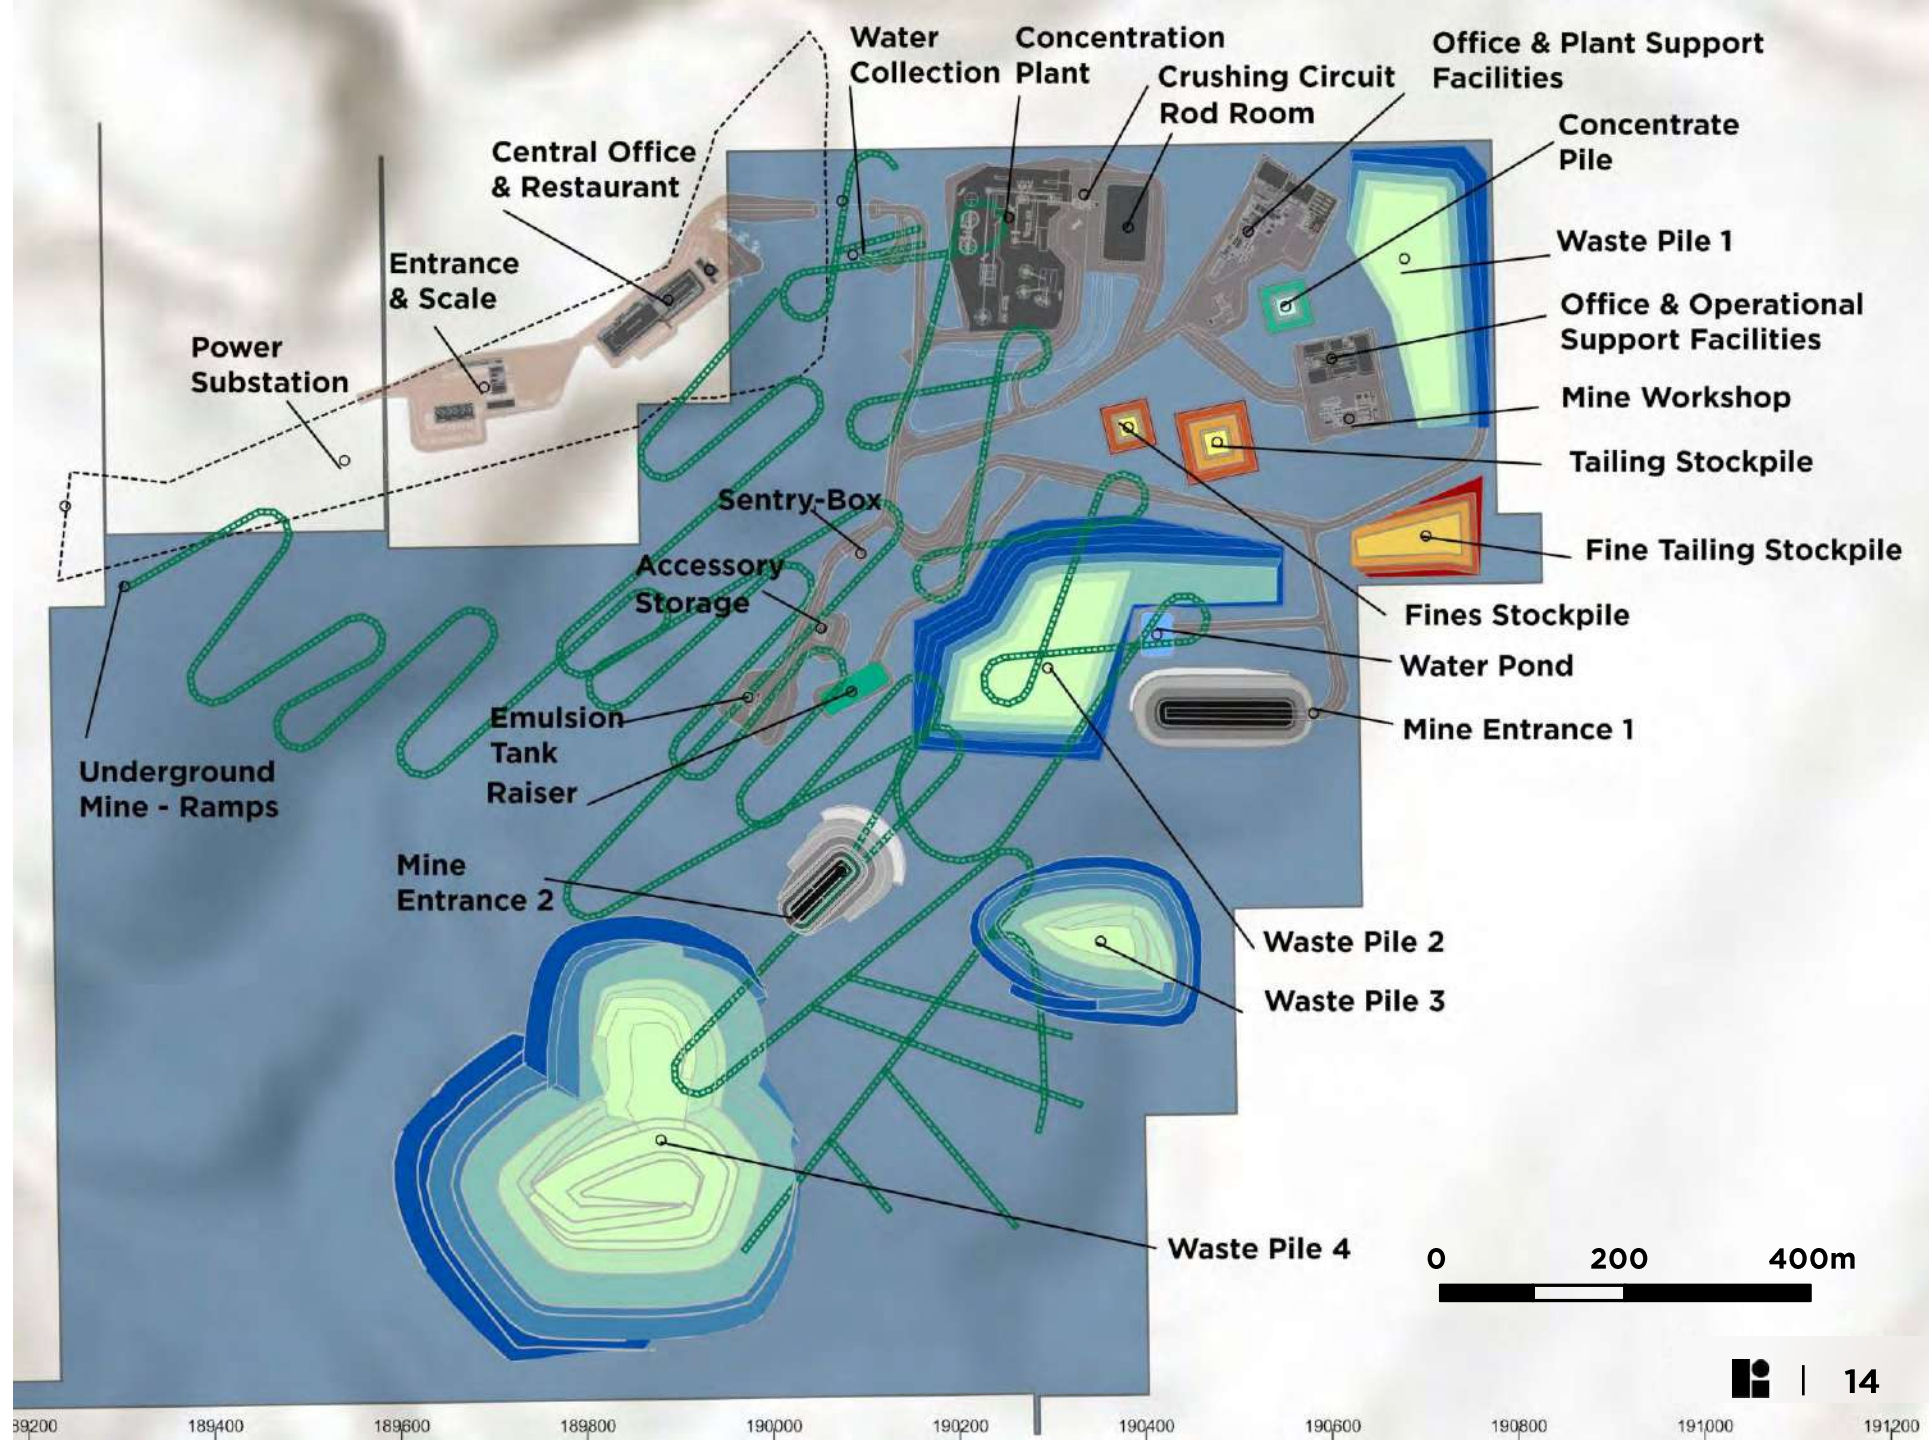 Water
Collection
Concentration
Plant
Crushing Circuit
Rod Room
Office & Plant Support
Facilities
Concentrate
Pile
Central Office
& Restaurant
Waste Pile 1
Entrance
& Scale
Office & Operational
Support Facilities
Power
Substation
Mine Workshop
Tailing Stockpile
Sentry-Box
Fine Tailing Stockpile
Accessory
Storage
Fines Stockpile
Water Pond
Emulsion
Tank
Mine Entrance 1
Raiser
Underground
Mine - Ramps
Mine
Entrance 2
Waste Pile 2
Waste Pile 3
Waste Pile 4
0 200 400m
14
89200 189400 189600 189800 190000 190200 190400 190600 190800 191000 191200